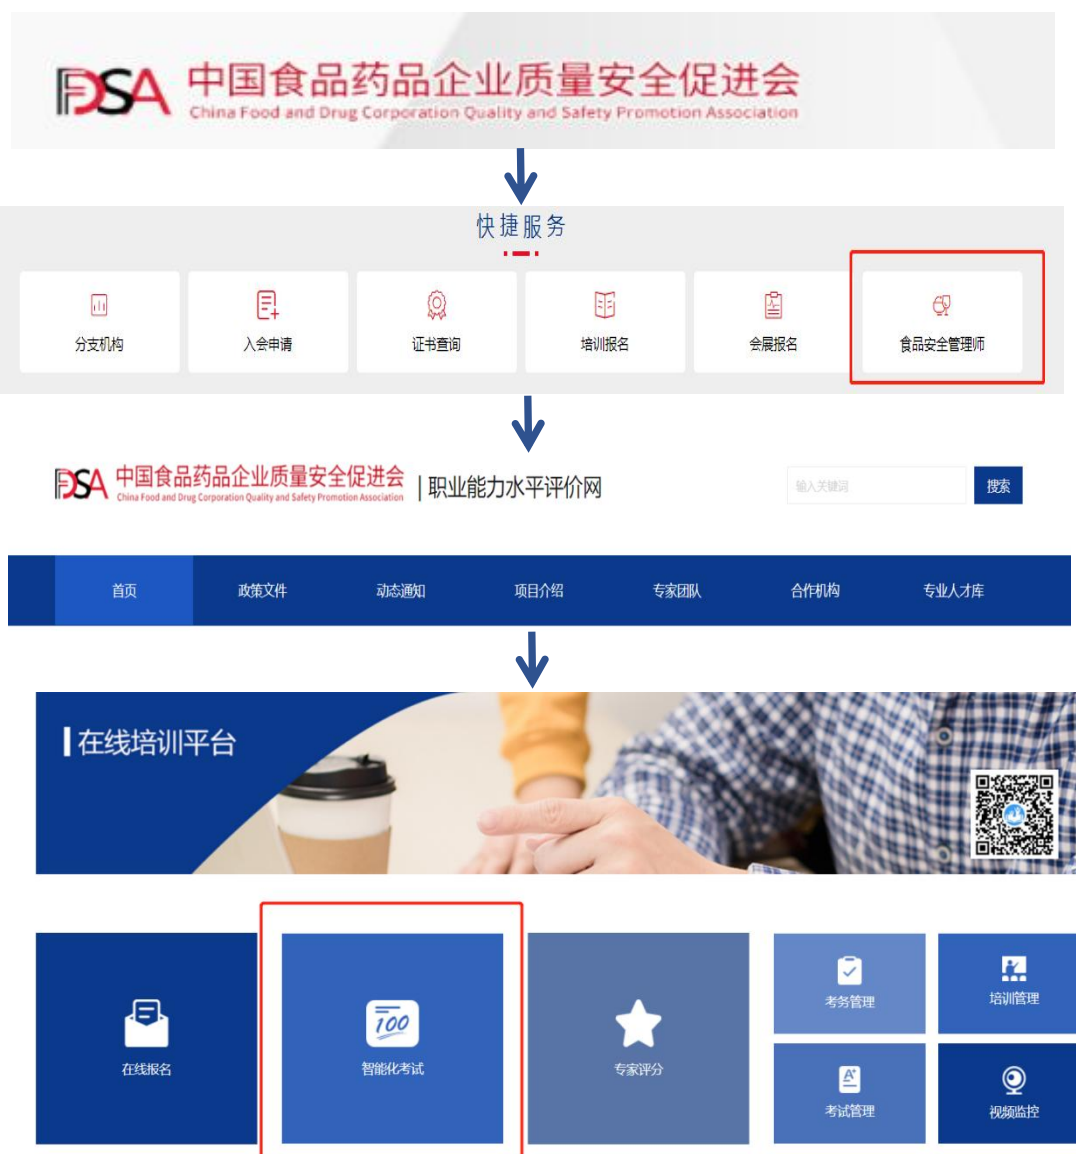 FDSA 中国食品药品企业质量安全促进会
China Food and Drug Corporation Quality and Safety Promotion Association
快捷服务
分支机构 入会申请 证书查询 培训报名 会展报名 食品安全管理师
FDSA 中国食品药品企业质量安全促进会 | 职业能力水平评价网 输入关键词 搜索
China Food and Drug Corporation Quality and Safety Promotion Association
首页 政策文件 动态通知 项目介绍 专家团队 合作机构 专业人才库
在线培训平台
考务管理 培训管理
100
在线报名 智能化考试 专家评分
A+
考试管理 视频监控